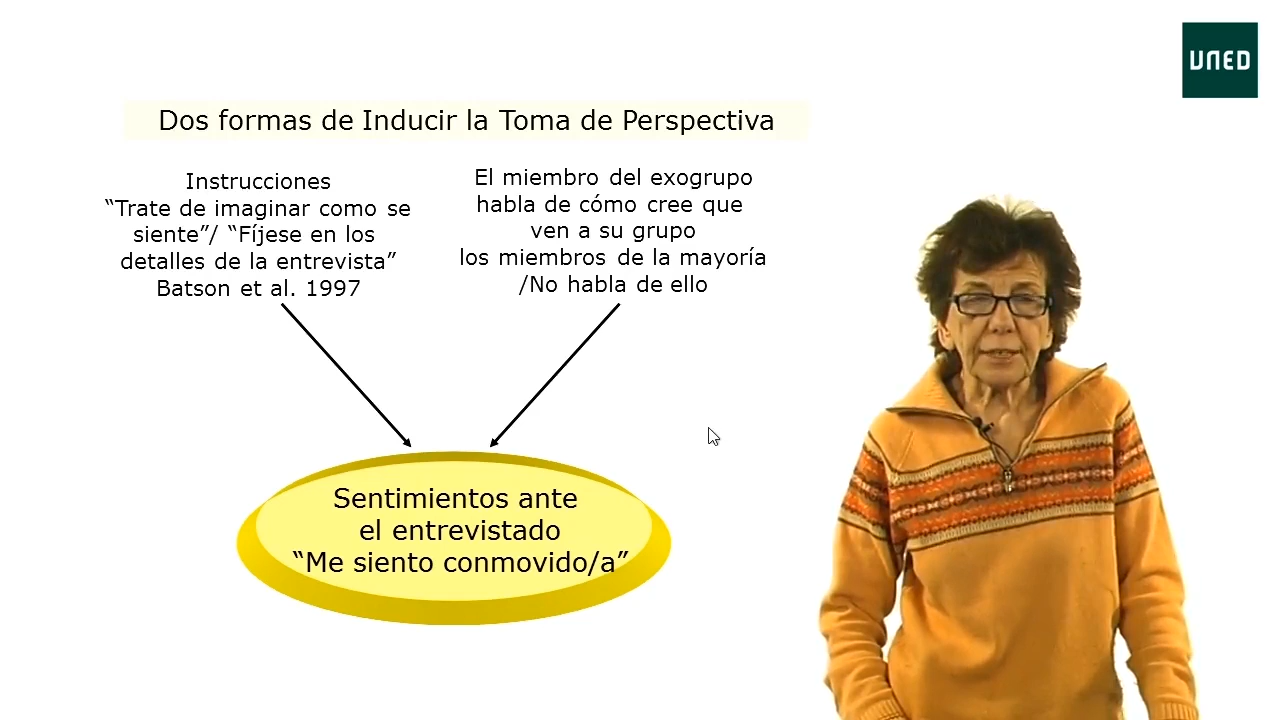 UNED
Dos formas de Inducir la Toma de Perspectiva
Instrucciones
“Trate de imaginar como se
siente”/ “Fíjese en los
detalles de la entrevista”
Batson et al. 1997
El miembro del exogrupo
habla de cómo cree que
ven a su grupo
los miembros de la mayoría
/No habla de ello
Sentimientos ante
el entrevistado
“Me siento conmovido/a”